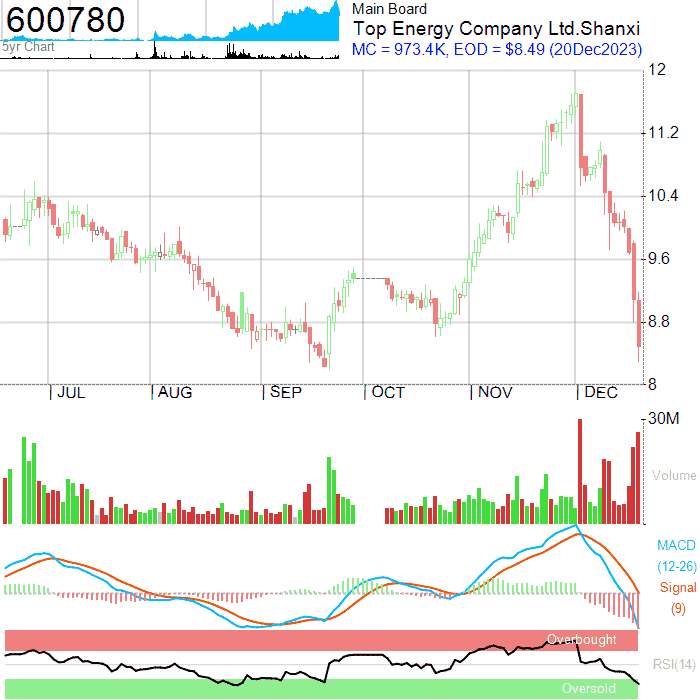 600780
5yr Chart
Main Board
Top Energy Company Ltd.Shanxi
MC = 973.4K, EOD = $8.49 (20Dec2023)
12
11.2
10.4
9.6
8.8
8
JUL
AUG
SEP
OCT
NOV
DEC
30M
Volume
MACD
(12-26)
Signal
(9)
Overbought
RSI(14)
Oversold